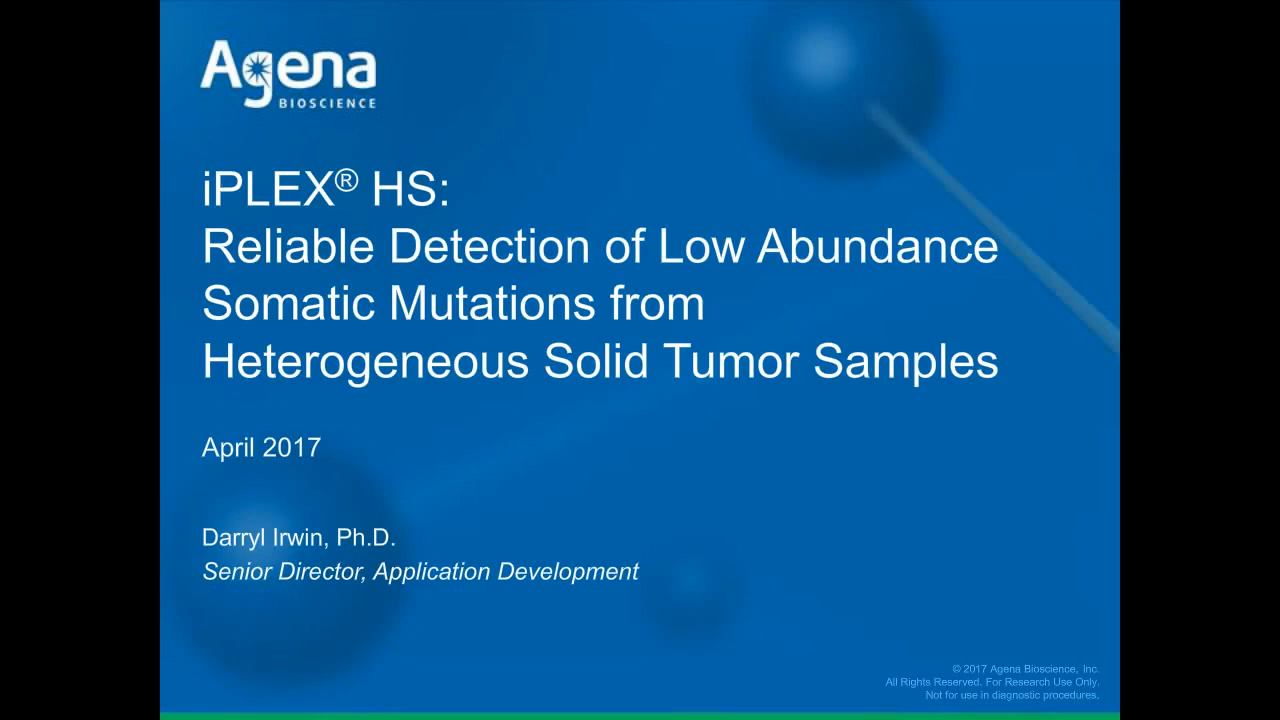 Agena
BIOSCIENCE
iPLEX® HS:
Reliable Detection of Low Abundance
Somatic Mutations from
Heterogeneous Solid Tumor Samples
April 2017
Darryl Irwin, Ph.D.
Senior Director, Application Development
© 2017 Agena Bioscience, Inc.
All Rights Reserved. For Research Use Only.
Not for use in diagnostic procedures.